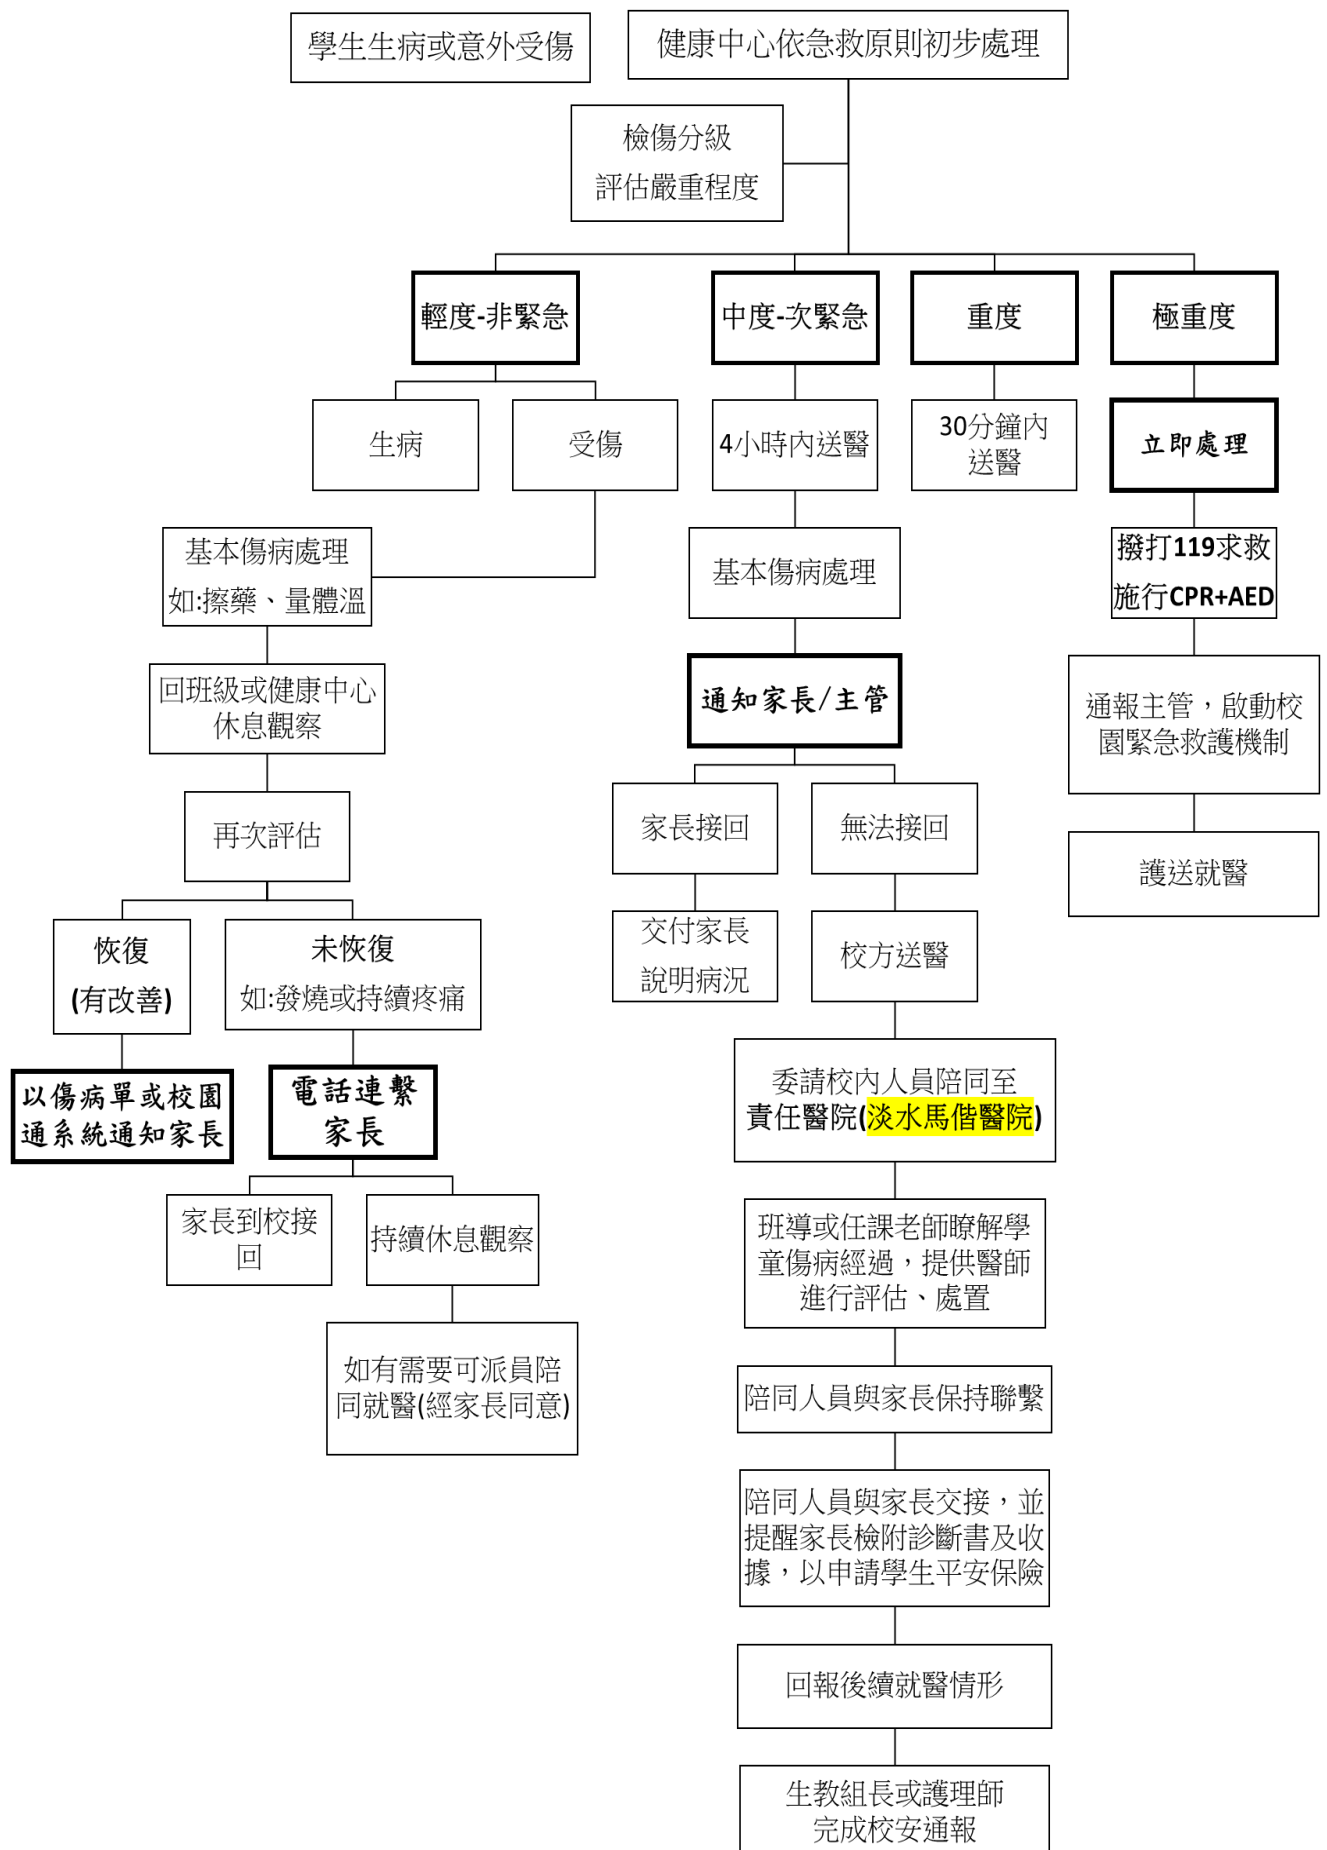 學生生病或意外受傷
健康中心依急救原則初步處理
檢傷分級
評估嚴重程度
輕度-非緊急
中度-次緊急
重度
極重度
生病
受傷
4小時內送醫
30分鐘內
送醫
立即處理
基本傷病處理
如:擦藥、量體溫
基本傷病處理
撥打119求救
施行CPR+AED
回班級或健康中心
休息觀察
通知家長/主管
通報主管，啟動校
園緊急救護機制
再次評估
家長接回
無法接回
護送就醫
恢復
(有改善)
未恢復
如:發燒或持續疼痛
交付家長
說明病況
校方送醫
以傷病單或校園
通系統通知家長
電話連繫
家長
委請校內人員陪同至
責任醫院(淡水馬偕醫院)
家長到校接
回
持續休息觀察
班導或任課老師瞭解學
童傷病經過，提供醫師
進行評估、處置
如有需要可派員陪
同就醫(經家長同意)
陪同人員與家長保持聯繫
陪同人員與家長交接，並
提醒家長檢附診斷書及收
據，以申請學生平安保險
回報後續就醫情形
生教組長或護理師
完成校安通報